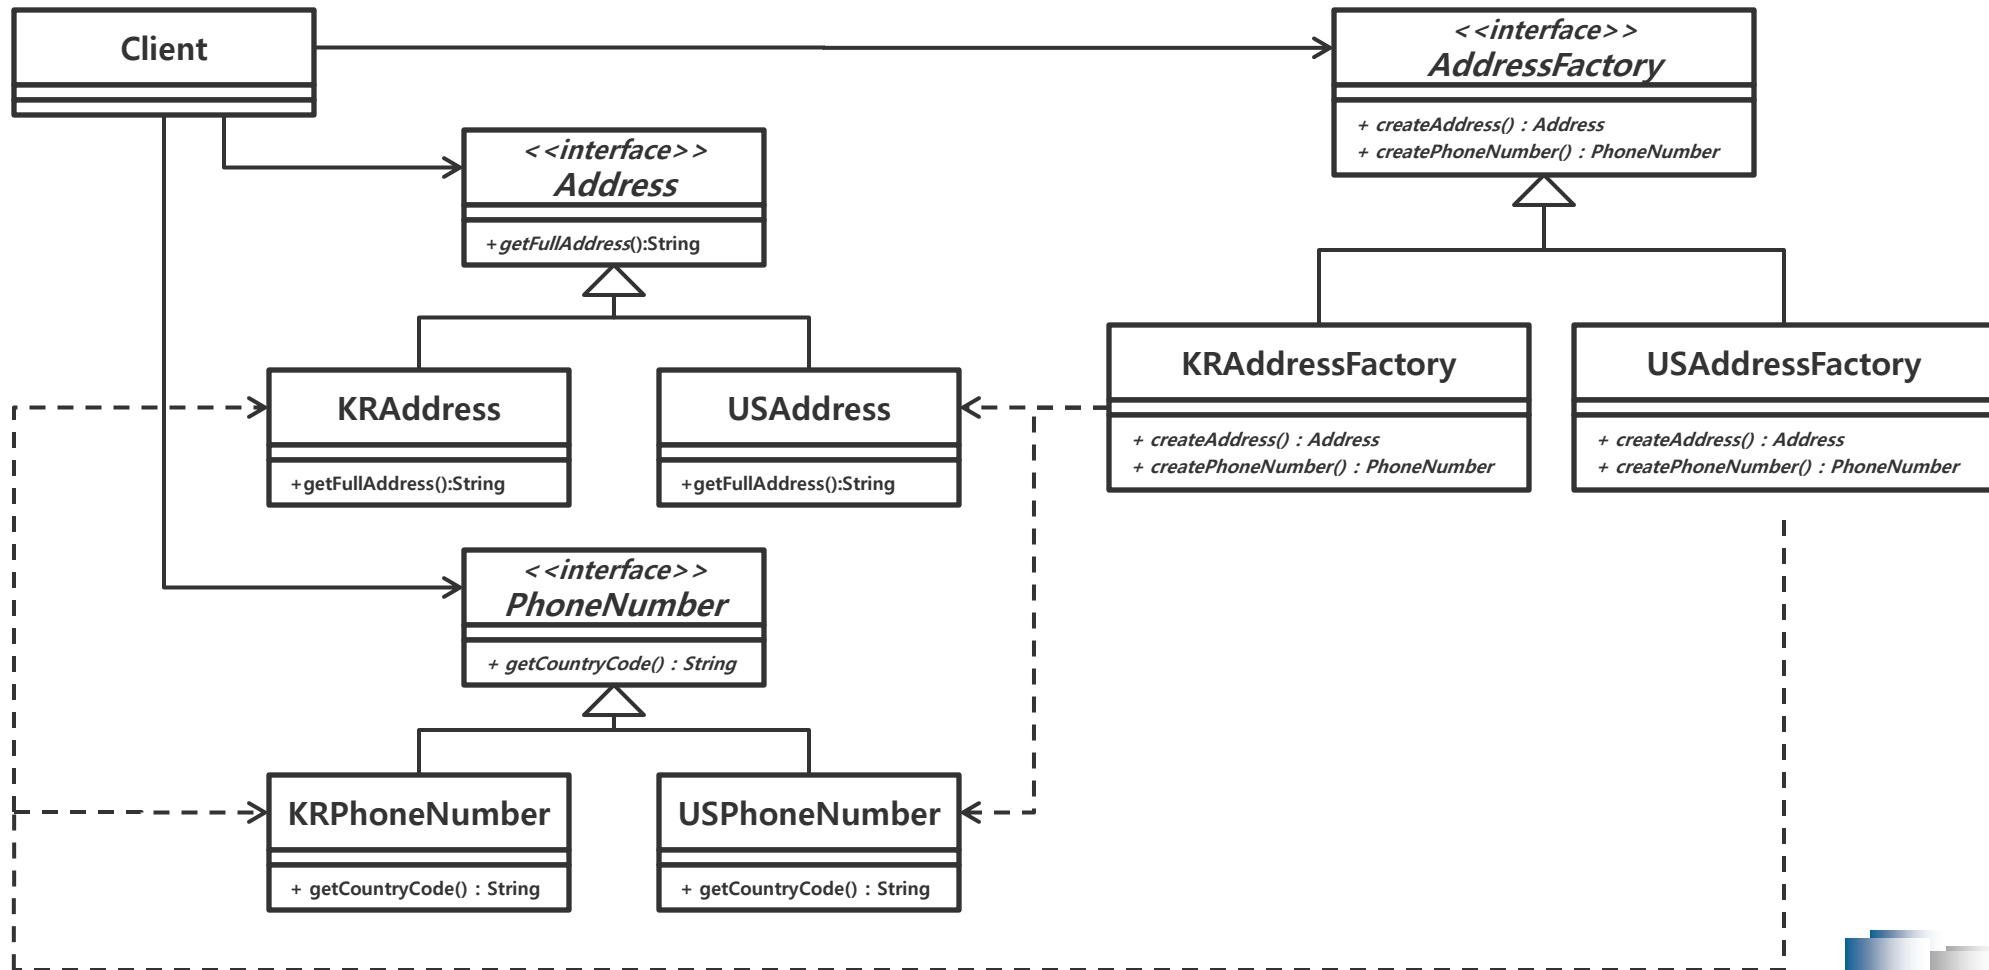 Client
<<interface>>
AddressFactory
+ createAddress() : Address
+ createPhoneNumber() : PhoneNumber
<<interface>>
Address
+getFullAddress():String
KRAddressFactory
+ createAddress() : Address
+ createPhoneNumber() : PhoneNumber
USAddressFactory
+ createAddress() : Address
+ createPhoneNumber() : PhoneNumber
KRAddress
+getFullAddress():String
USAddress
+getFullAddress():String
<<interface>>
PhoneNumber
+ getCountryCode() : String
KRPhoneNumber
+ getCountryCode() : String
USPhoneNumber
+ getCountryCode() : String